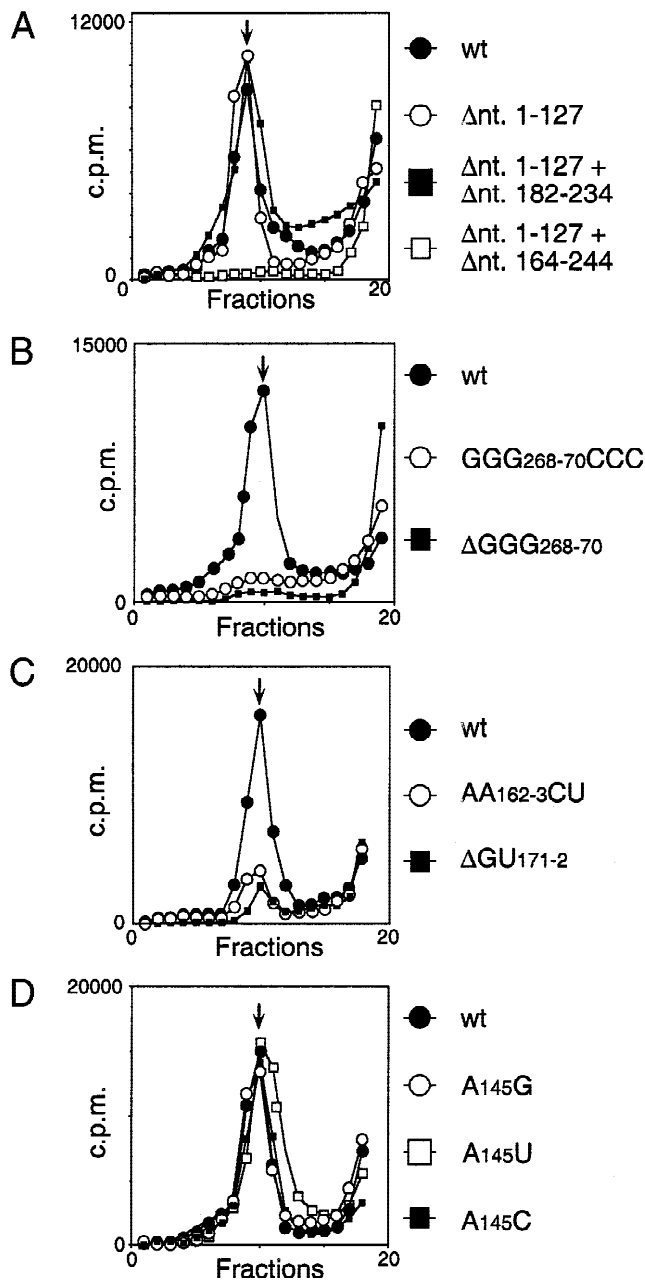 A
12000
c.p.m.
0
Fractions
20
wt
Δnt. 1-127
Δnt. 1-127 +
Δnt. 182-234
Δnt. 1-127 +
Δnt. 164-244
B
15000
c.p.m.
0
0
Fractions
20
wt
GGG268-70CCC
ΔGGG268-70
C
20000
c.p.m.
0
0
Fractions
20
wt
AA162-3CU
ΔGU171-2
D
20000
c.p.m.
0
0
Fractions
20
wt
A145G
A145U
A145C